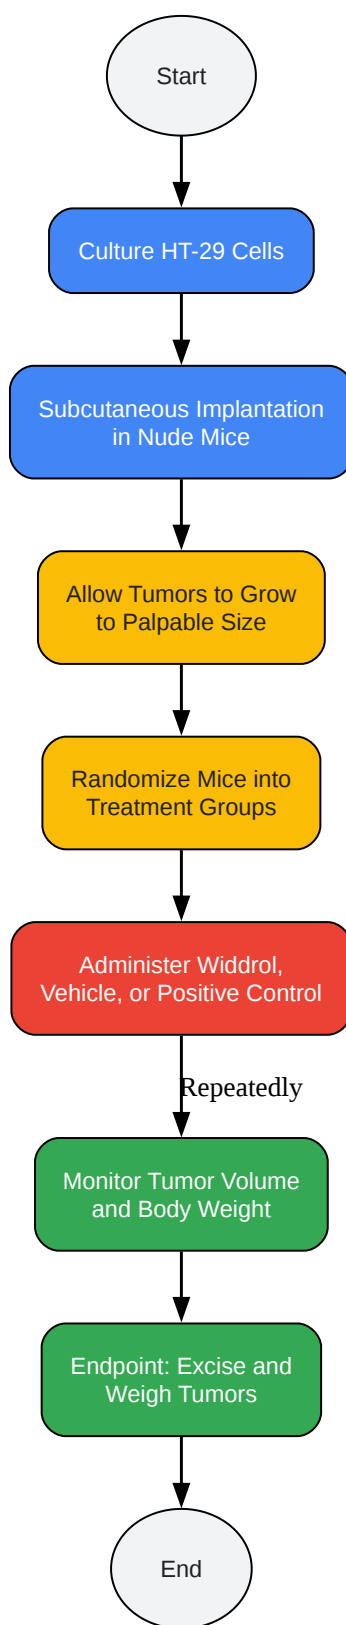 Start
Culture HT-29 Cells
Subcutaneous Implantation
in Nude Mice
Allow Tumors to Grow
to Palpable Size
Randomize Mice into
Treatment Groups
Administer Widdrol,
Vehicle, or Positive Control
Repeatedly
Monitor Tumor Volume
and Body Weight
Endpoint: Excise and
Weigh Tumors
End